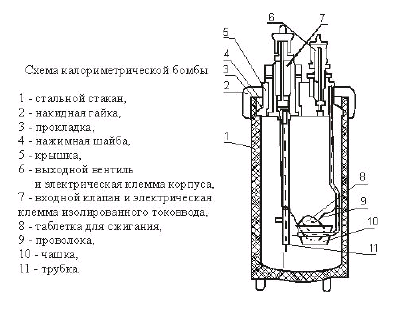 Схема калориметрической бомбы
1 - стальной стакан,
2 - накидная гайка,
3 - прокладка,
4 - нажимная шайба,
5 - крышка,
6 - выходной вентиль
и электрическая клемма корпуса,
7 - входной клапан и электрическая
клемма изолированного токоввода,
8 - таблетка для сжигания,
9 - проволока,
10 - чашка,
11 - трубка.
6
7
5
4
3
2
1
8
9
10
11